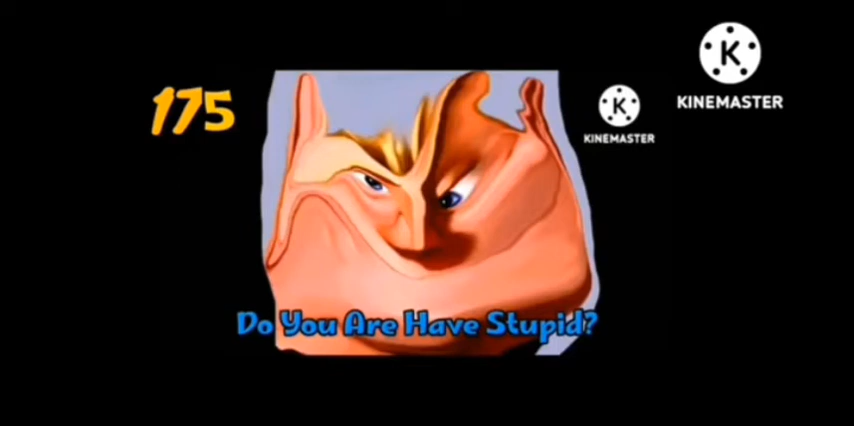 175
K
KINEMASTER
K
KINEMASTER
Do You Are Have Stupid?